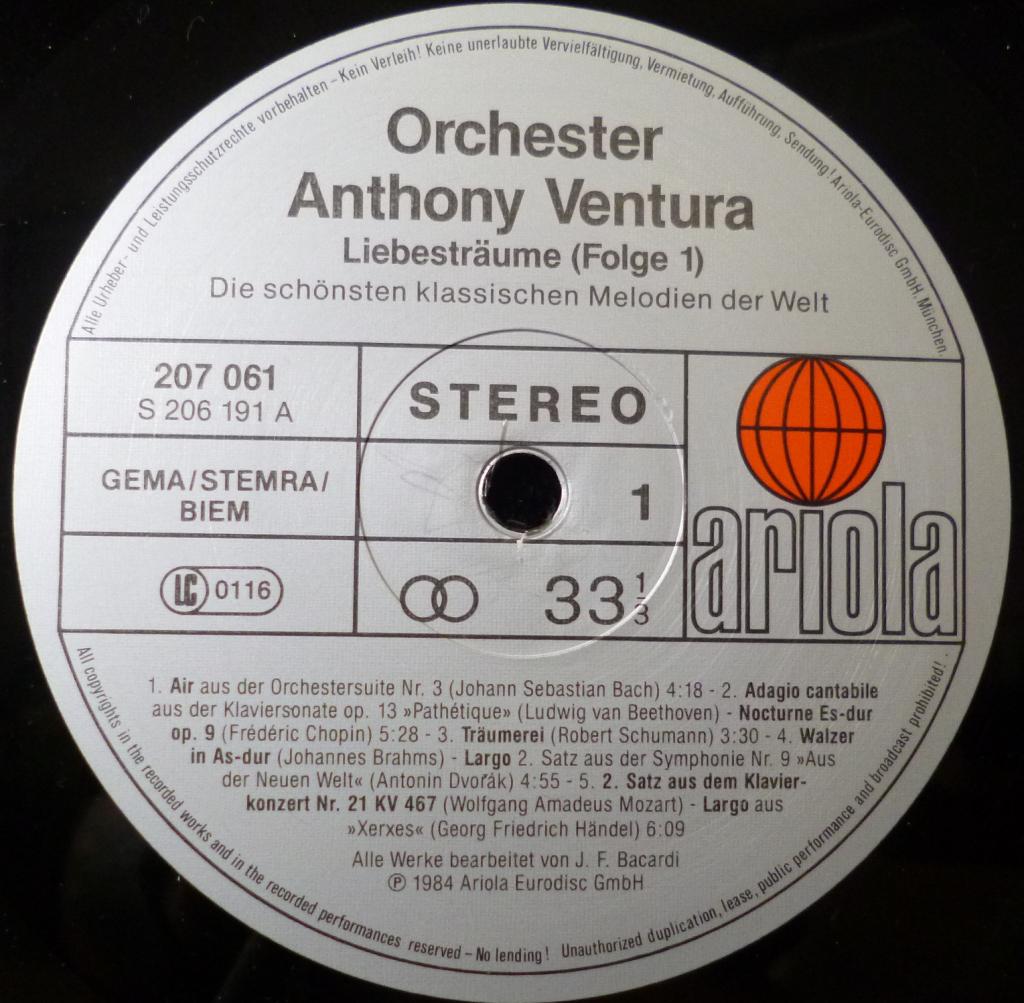 Alle Urheber- und Leistungsschutzrechte vorbehalten – Kein Verleih! Keine unerlaubte Vervielfältigung, Vermietung, Aufführung, Sendung! Ariola-Eurodisc GmbH, München.
Orchester
Anthony Ventura
Liebesträume (Folge 1)
Die schönsten klassischen Melodien der Welt
207 061
S 206 191 A
STEREO
GEMA/STEMRA/
BIEM
1
LC 0116
33 1/3
ariola
1. Air aus der Orchestersuite Nr. 3 (Johann Sebastian Bach) 4:18 - 2. Adagio cantabile
aus der Klaviersonate op. 13 »Pathétique« (Ludwig van Beethoven) - Nocturne Es-dur
op. 9 (Frédéric Chopin) 5:28 - 3. Träumerei (Robert Schumann) 3:30 - 4. Walzer
in As-dur (Johannes Brahms) - Largo 2. Satz aus der Symphonie Nr. 9 »Aus
der Neuen Welt« (Antonin Dvořák) 4:55 - 5. 2. Satz aus dem Klavier-
konzert Nr. 21 KV 467 (Wolfgang Amadeus Mozart) - Largo aus
»Xerxes« (Georg Friedrich Händel) 6:09
Alle Werke bearbeitet von J. F. Bacardi
℗ 1984 Ariola Eurodisc GmbH
All copyrights in the recorded works and in the recorded performances reserved – No lending! Unauthorized duplication, lease, public performance and broadcast prohibited! .